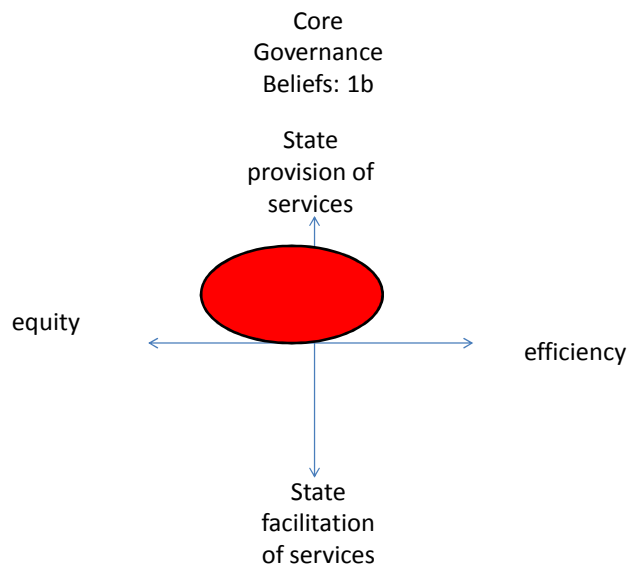 Core
Governance
Beliefs: 1b
State
provision of
services
equity
efficiency
State
facilitation
of services